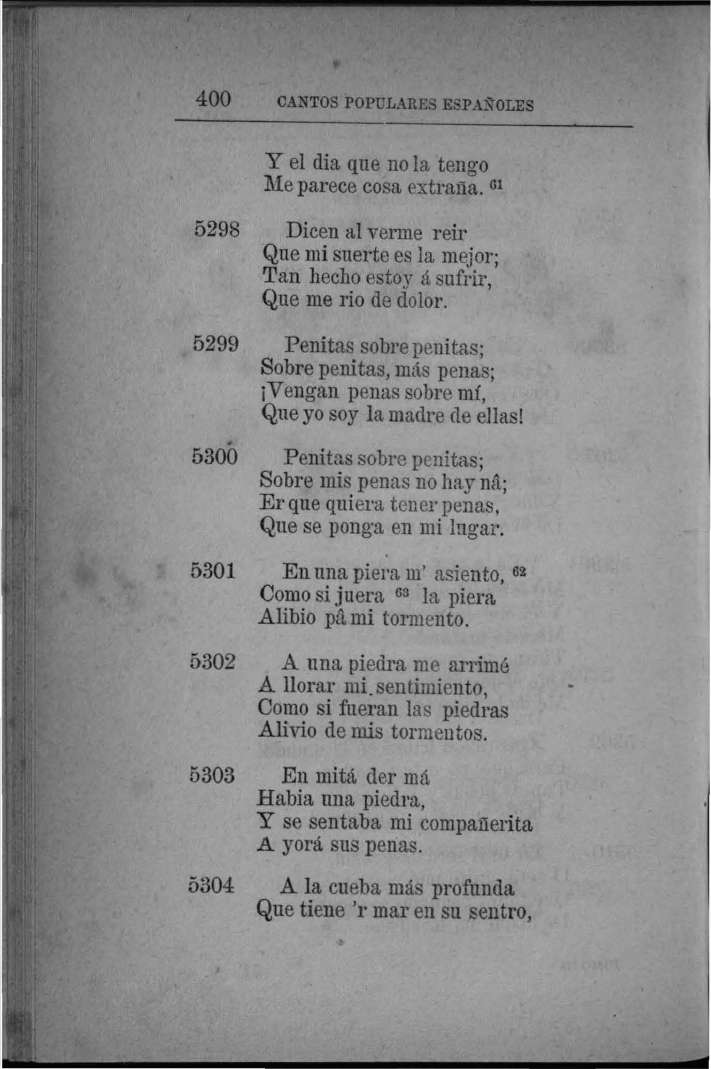 400 CANTOS POPULARES ESPAÑOLES
Y el dia que no la tengo
Me parece cosa extraña. 61
5298 Dicen al verme reir
Que mi suerte es la mejor;
Tan hecho estoy á sufrir,
Que me rio de dolor.
5299 Penitas sobre penitas;
Sobre penitas, más penas;
¡Vengan penas sobre mí,
Que yo soy la madre de ellas!
5300 Penitas sobre penitas;
Sobre mis penas no hay nâ;
Er que quiera tener penas,
Que se ponga en mi lugar.
5301 En una piera m' asiento, 62
Como si juera 63 la piera
Alibio pâ mi tormento.
5302 A una piedra me arrimé
A llorar mi sentimiento,
Como si fueran las piedras
Alivio de mis tormentos.
5303 En mitá der má
Habia una piedra,
Y se sentaba mi compañerita
A yorá sus penas.
5304 A la cueba más profunda
Que tiene 'r mar en su sentro,